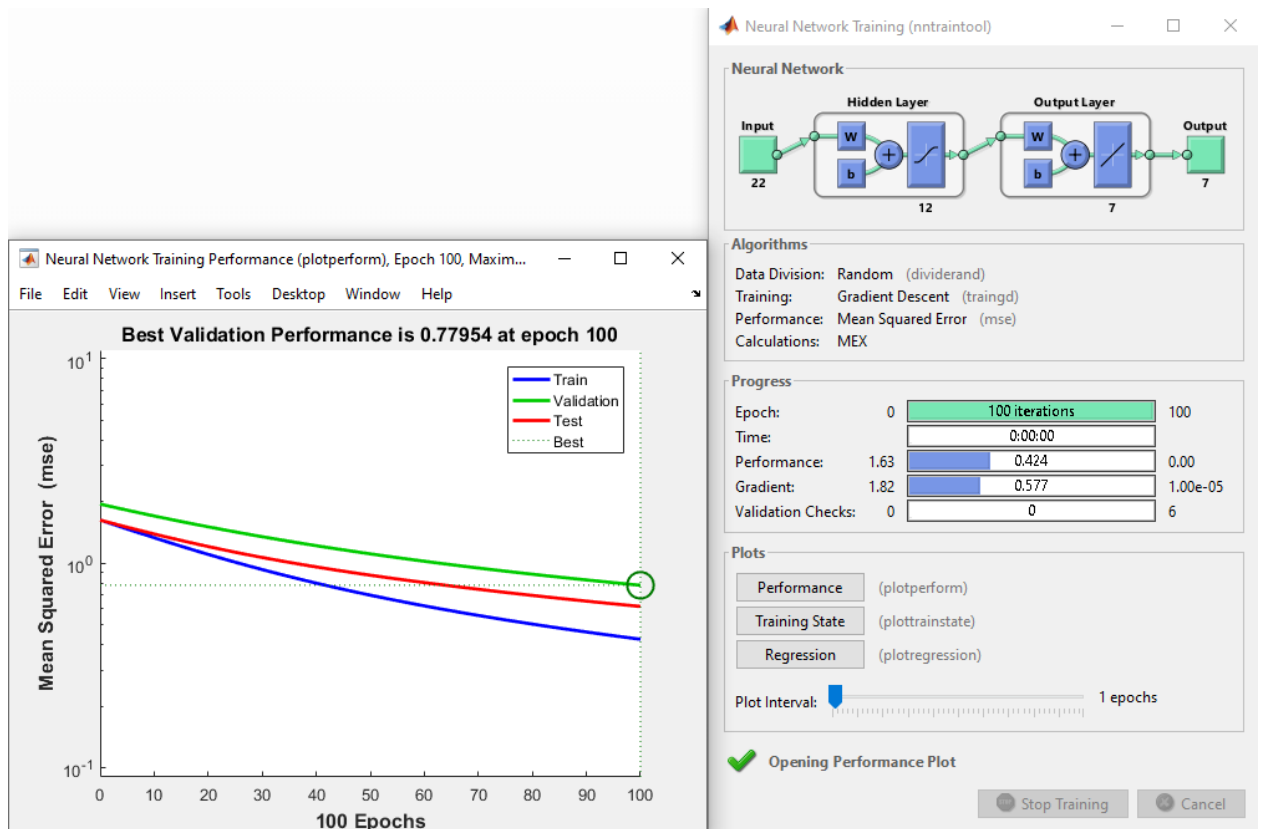 Neural Network Training (nntraintool)
Neural Network
Hidden Layer Output Layer
Input Output
W W
b b
22 7
12 7
Algorithms
Data Division: Random (dividerand)
Training: Gradient Descent (traingd)
Performance: Mean Squared Error (mse)
Calculations: MEX
Progress
Epoch: 0 100 iterations 100
Time: 0:00:00
Performance: 1.63 0.424 0.00
Gradient: 1.82 0.577 1.00e-05
Validation Checks: 0 0 6
Plots
Performance (plotperform)
Training State (plottrainstate)
Regression (plotregression)
Plot Interval: 1 epochs
Opening Performance Plot
Stop Training Cancel
Neural Network Training Performance (plotperform), Epoch 100, Maxim...
File Edit View Insert Tools Desktop Window Help
Best Validation Performance is 0.77954 at epoch 100
Mean Squared Error (mse)
10^1
10^0
10^-1
Train
Validation
Test
Best
0 10 20 30 40 50 60 70 80 90 100
100 Epochs